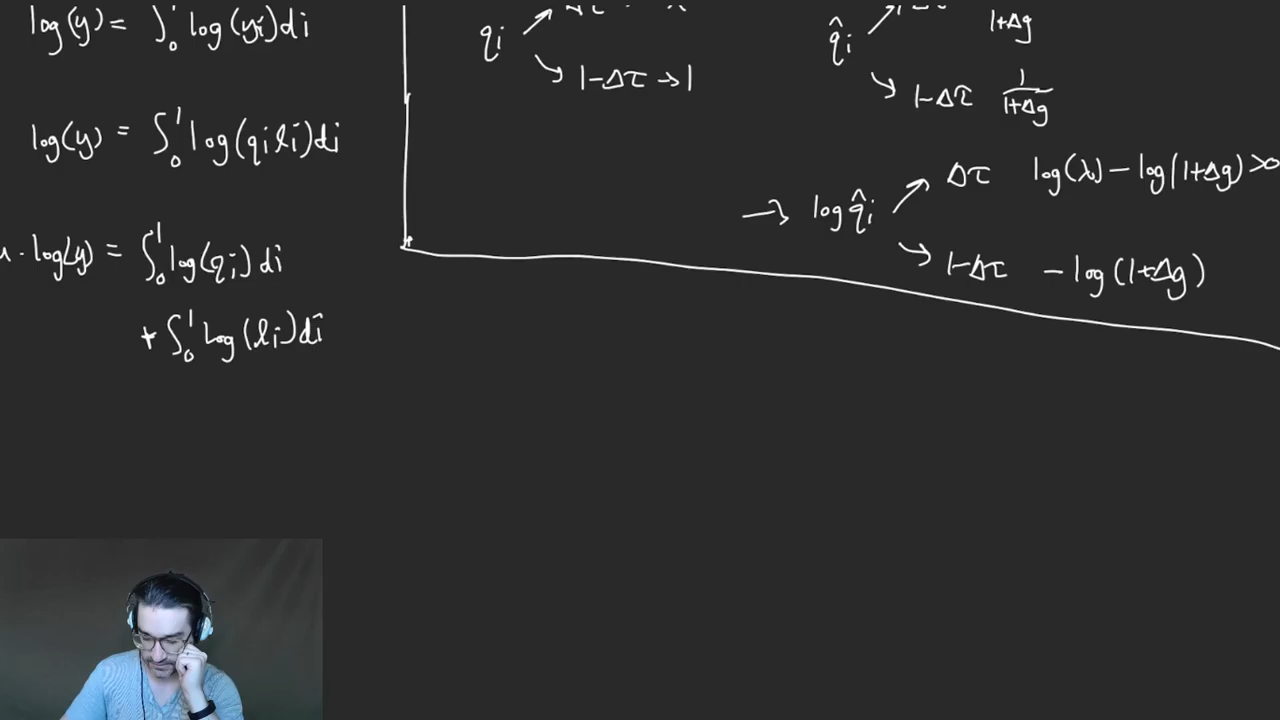 log(y) = ∫₀¹ log(yi) di
log(y) = ∫₀¹ log(qi li) di
· log(y) = ∫₀¹ log(qi) di
+ ∫₀¹ log(li) di
qi
1-Δτ → 1
q̂i
1+Δg
1-Δτ 1/(1+Δg)
→ log q̂i
Δτ log(λ) - log(1+Δg) >0
1-Δτ - log(1+Δg)